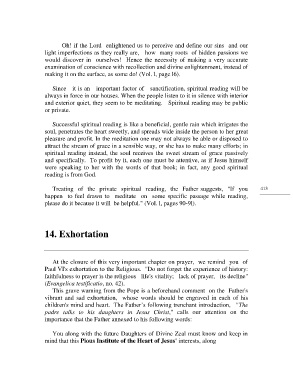 Oh! if the Lord enlightened us to perceive and define our sins and our
light imperfections as they really are, how many roots of hidden passions we
would discover in ourselves! Hence the necessity of making a very accurate
examination of conscience with recollection and divine enlightenment, instead of
making it on the surface, as some do! (Vol. 1, page 16).
Since it is an important factor of sanctification, spiritual reading will be
always in force in our houses. When the people listen to it in silence with interior
and exterior quiet, they seem to be meditating. Spiritual reading may be public
or private.
Successful spiritual reading is like a beneficial, gentle rain which irrigates the
soul, penetrates the heart sweetly, and spreads wide inside the person to her great
pleasure and profit. In the meditation one may not always be able or disposed to
attract the stream of grace in a sensible way, or she has to make many efforts; in
spiritual reading instead, the soul receives the sweet stream of grace passively
and specifically. To profit by it, each one must be attentive, as if Jesus himself
were speaking to her with the words of that book; in fact, any good spiritual
reading is from God.
Treating of the private spiritual reading, the Father suggests, "If you
happen to feel drawn to meditate on some specific passage while reading,
please do it because it will be helpful." (Vol. 1, pages 90-91).
14. Exhortation
At the closure of this very important chapter on prayer, we remind you of
Paul VI's exhortation to the Religious. "Do not forget the experience of history:
faithfulness to prayer is the religious life's vitality; lack of prayer, its decline"
(Evangelica testificatio, no. 42).
This grave warning from the Pope is a beforehand comment on the Father's
vibrant and sad exhortation, whose words should be engraved in each of his
children's mind and heart. The Father's following trenchant introduction, "The
padre talks to his daughters in Jesus Christ," calls our attention on the
importance that the Father annexed to his following words:
You along with the future Daughters of Divine Zeal must know and keep in
mind that this Pious Institute of the Heart of Jesus' interests, along